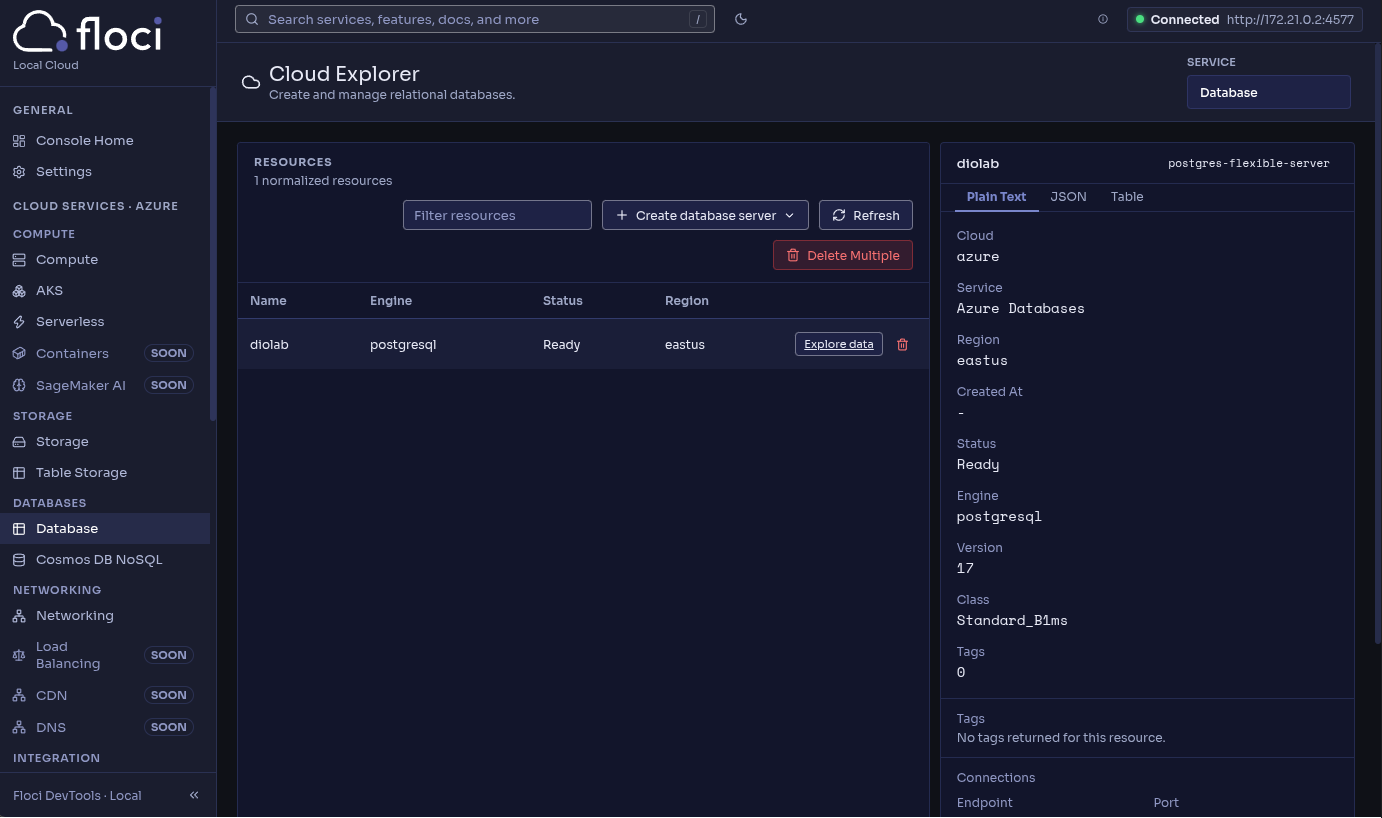 floci
Local Cloud
GENERAL
Console Home
Settings
CLOUD SERVICES · AZURE
COMPUTE
Compute
AKS
Serverless
Containers SOON
SageMaker AI SOON
STORAGE
Storage
Table Storage
DATABASES
Database
Cosmos DB NoSQL
NETWORKING
Networking
Load
Balancing SOON
CDN SOON
DNS SOON
INTEGRATION
Floci DevTools · Local «
Search services, features, docs, and more /
Connected http://172.21.0.2:4577
Cloud Explorer
Create and manage relational databases.
SERVICE
Database
RESOURCES
1 normalized resources
Filter resources + Create database server Refresh
Delete Multiple
Name Engine Status Region
diolab postgresql Ready eastus Explore data
diolab postgres-flexible-server
Plain Text JSON Table
Cloud
azure
Service
Azure Databases
Region
eastus
Created At
-
Status
Ready
Engine
postgresql
Version
17
Class
Standard_B1ms
Tags
0
Tags
No tags returned for this resource.
Connections
Endpoint Port